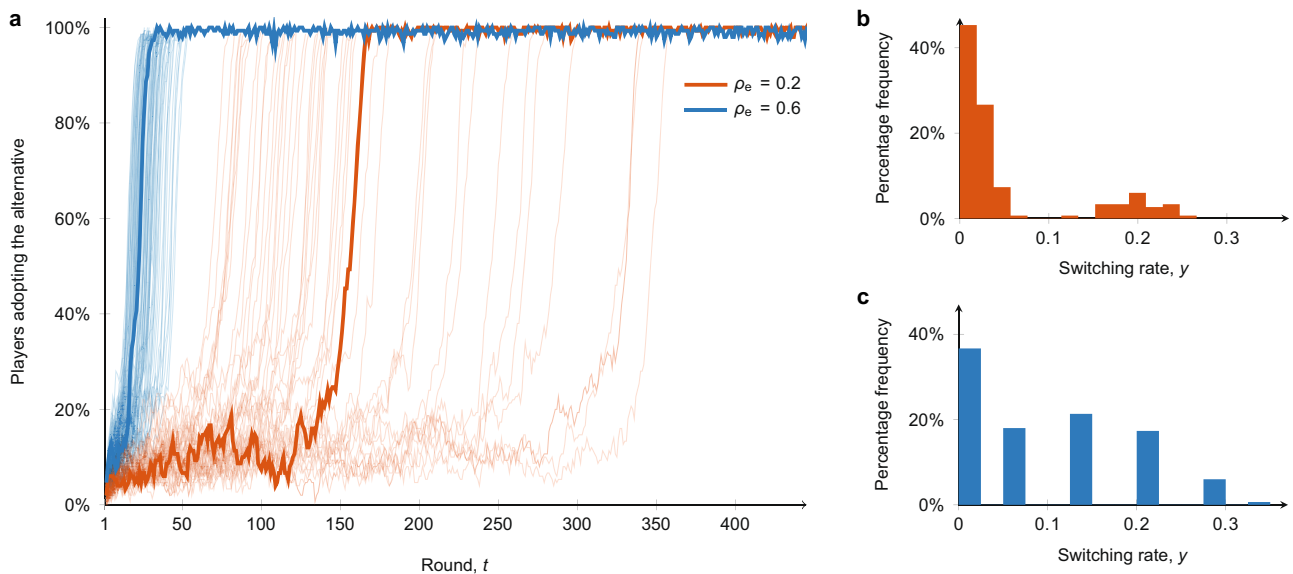 a
100%
80%
60%
40%
20%
0%
Players adopting the alternative
1 50 100 150 200 250 300 350 400
Round, t
ρe = 0.2
ρe = 0.6
b
40%
20%
0%
Percentage frequency
0 0.1 0.2 0.3
Switching rate, y
c
40%
20%
0%
Percentage frequency
0 0.1 0.2 0.3
Switching rate, y